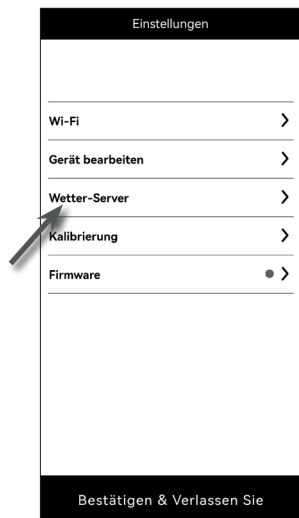 Einstellungen
Wi-Fi
Gerät bearbeiten
Wetter-Server
Kalibrierung
Firmware
Bestätigen & Verlassen Sie